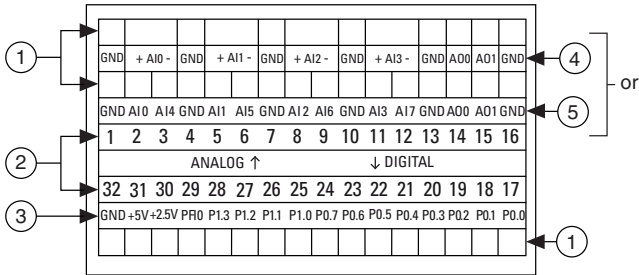 1
GND + AI0 - GND + AI1 - GND + AI2 - GND + AI3 - GND AO0 AO1 GND
4
or
GND AI0 AI4 GND AI1 AI5 GND AI2 AI6 GND AI3 AI7 GND AO0 AO1 GND
5
1 2 3 4 5 6 7 8 9 10 11 12 13 14 15 16
2
ANALOG ↑ ↓ DIGITAL
32 31 30 29 28 27 26 25 24 23 22 21 20 19 18 17
3
GND +5V +2.5V PFI0 P1.3 P1.2 P1.1 P1.0 P0.7 P0.6 P0.5 P0.4 P0.3 P0.2 P0.1 P0.0
1